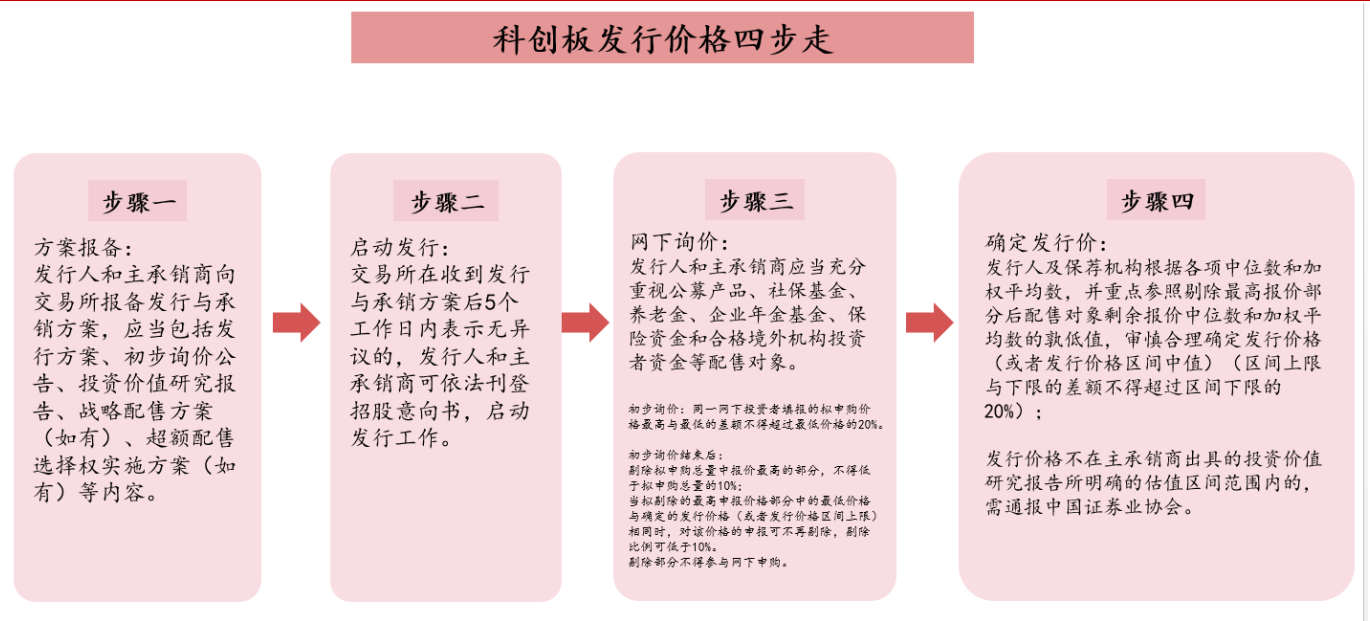 科创板发行价格四步走
步骤一
方案报备：
发行人和主承销商向
交易所报备发行与承
销方案，应当包括发
行方案、初步询价公
告、投资价值研究报
告、战略配售方案
（如有）、超额配售
选择权实施方案（如
有）等内容。
步骤二
启动发行：
交易所在收到发行
与承销方案后5个
工作日内表示无异
议的，发行人和主
承销商可依法刊登
招股意向书，启动
发行工作。
步骤三
网下询价：
发行人和主承销商应当充分
重视公募产品、社保基金、
养老金、企业年金基金、保
险资金和合格境外机构投资
者资金等配售对象。
初步询价：同一网下投资者填报的拟申购价
格最高与最低的差额不得超过最低价格的20%。
初步询价结束后：
剔除拟申购总量中报价最高的部分，不得低
于拟申购总量的10%；
当拟剔除的最高申报价格部分中的最低价格
与确定的发行价格（或者发行价格区间上限）
相同时，对该价格的申报可不再剔除，剔除
比例可低于10%。
剔除部分不得参与网下申购。
步骤四
确定发行价：
发行人及保荐机构根据各项中位数和加
权平均数，并重点参照剔除最高报价部
分后配售对象剩余报价中位数和加权平
均数的孰低值，审慎合理确定发行价格
（或者发行价格区间中值）（区间上限
与下限的差额不得超过区间下限的
20%）；
发行价格不在主承销商出具的投资价值
研究报告所明确的估值区间范围内的，
需通报中国证券业协会。